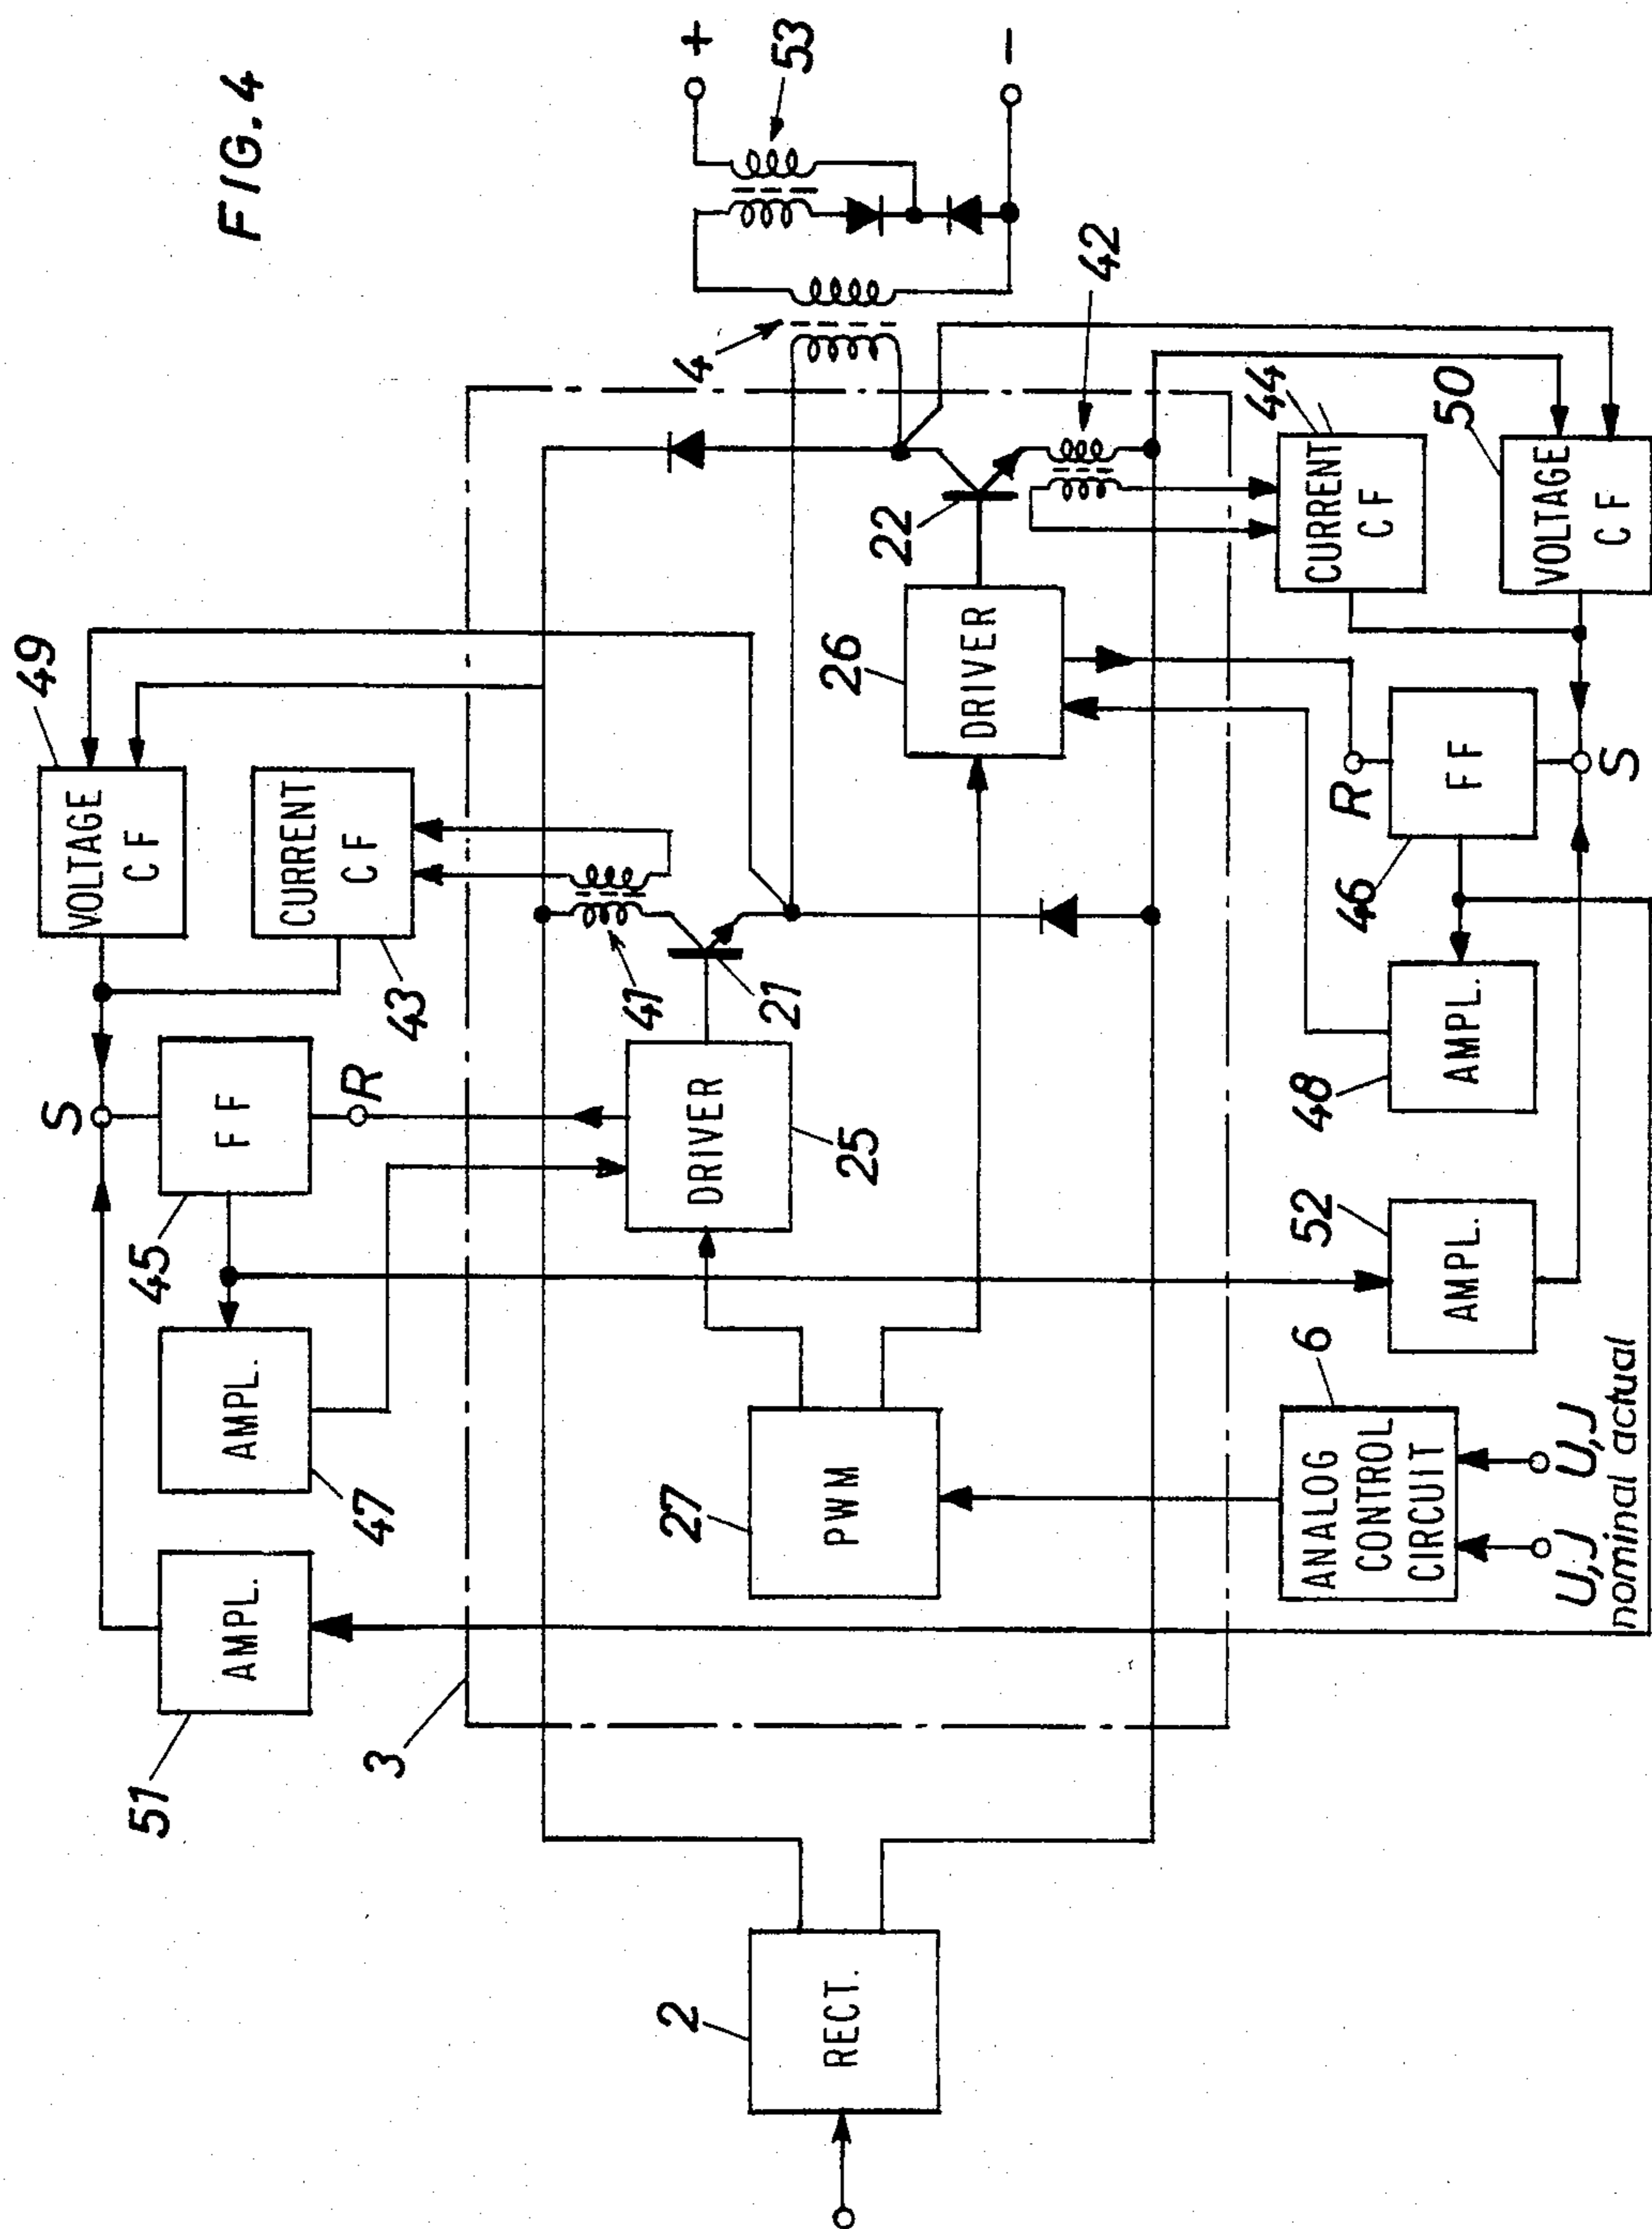 FIG. 4
51
AMPL.
47
AMPL.
45
F F
S
R
49
VOLTAGE
C F
43
CURRENT
C F
3
41
21
25
DRIVER
2
RECT.
27
PWM
26
DRIVER
22
4
42
53
+
-
6
ANALOG
CONTROL
CIRCUIT
U,J
nominal
U,J
actual
52
AMPL.
48
AMPL.
46
F F
R
S
44
CURRENT
C F
50
VOLTAGE
C F